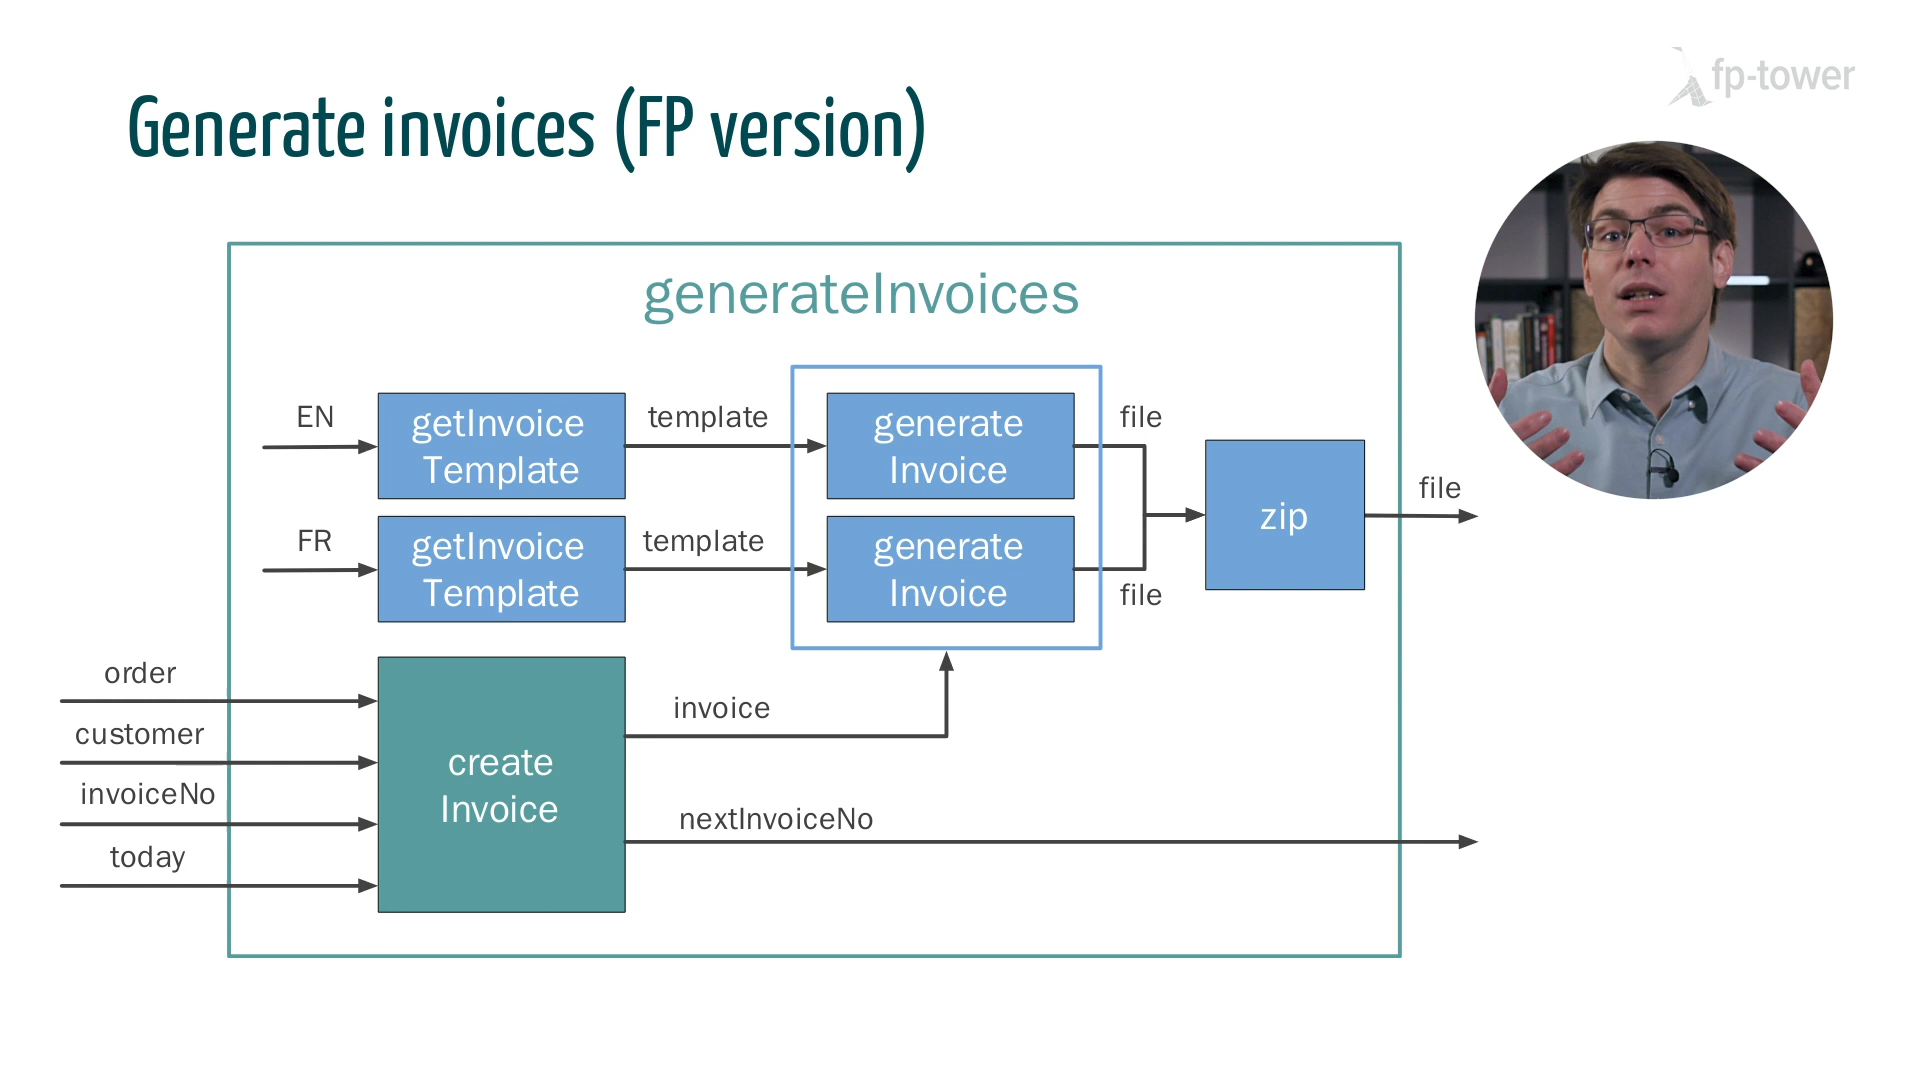 fp-tower
Generate invoices (FP version)
generateInvoices
EN
getInvoice
Template
template
generate
Invoice
file
FR
getInvoice
Template
template
generate
Invoice
file
zip
file
order
customer
invoiceNo
today
create
Invoice
invoice
nextInvoiceNo